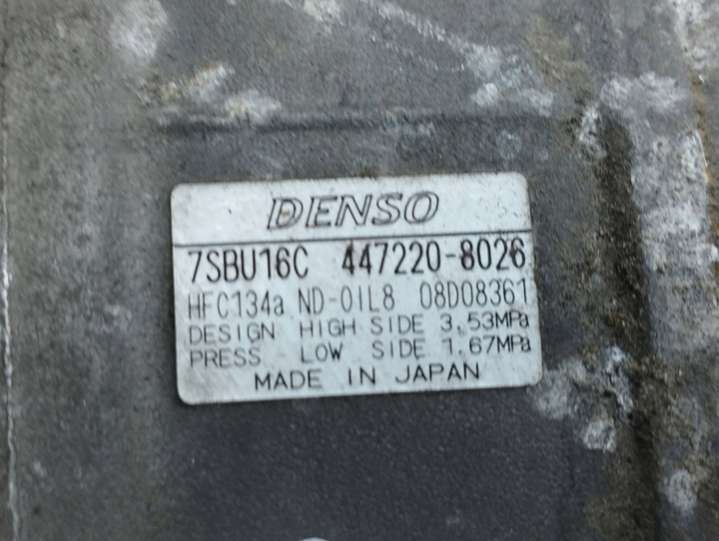 DENSO
7SBU16C 447220-8026
HFC134a ND-OIL8 08D08361
DESIGN HIGH SIDE 3.53MPa
PRESS LOW SIDE 1.67MPa
MADE IN JAPAN